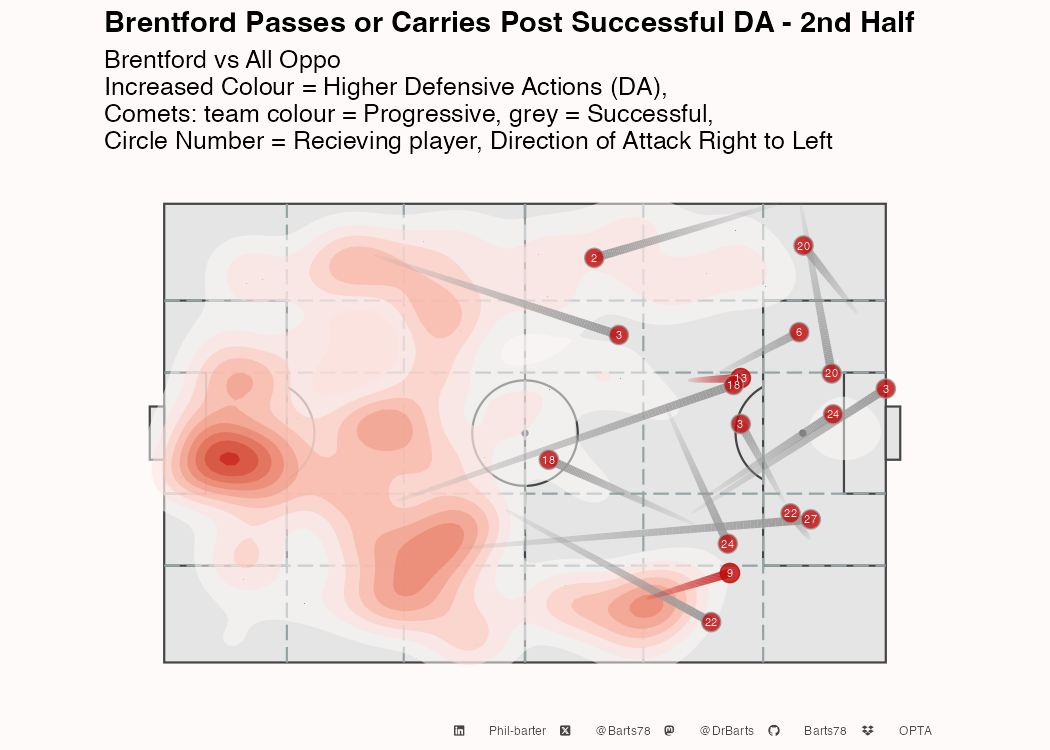 Brentford Passes or Carries Post Successful DA - 2nd Half
Brentford vs All Oppo
Increased Colour = Higher Defensive Actions (DA),
Comets: team colour = Progressive, grey = Successful,
Circle Number = Recieving player, Direction of Attack Right to Left
20
2
6
3
13
18
20
3
24
3
18
22
27
24
9
22
Phil-barter @Barts78 @DrBarts Barts78 OPTA